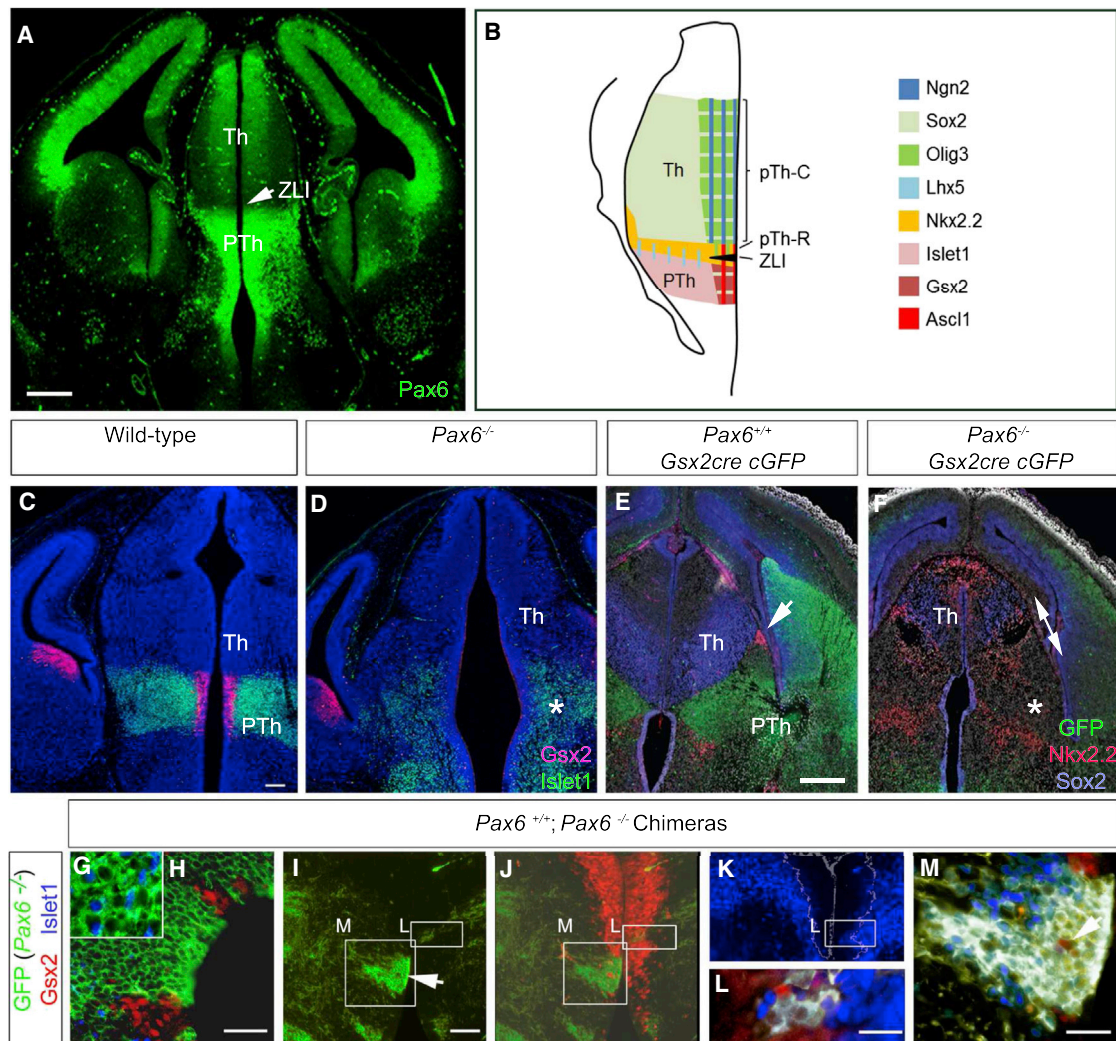 A
Th
ZLI
PTh
Pax6
B
Th
PTh
pTh-C
pTh-R
ZLI
Ngn2
Sox2
Olig3
Lhx5
Nkx2.2
Islet1
Gsx2
Ascl1
Wild-type
Pax6-/-
Pax6+/+
Gsx2cre cGFP
Pax6-/-
Gsx2cre cGFP
C
Th
PTh
D
Th
*
Gsx2
Islet1
E
Th
PTh
F
Th
*
GFP
Nkx2.2
Sox2
Pax6 +/+; Pax6 -/- Chimeras
GFP (Pax6 -/-)
Gsx2 Islet1
G
H
I
M
L
J
M
L
K
L
L
M